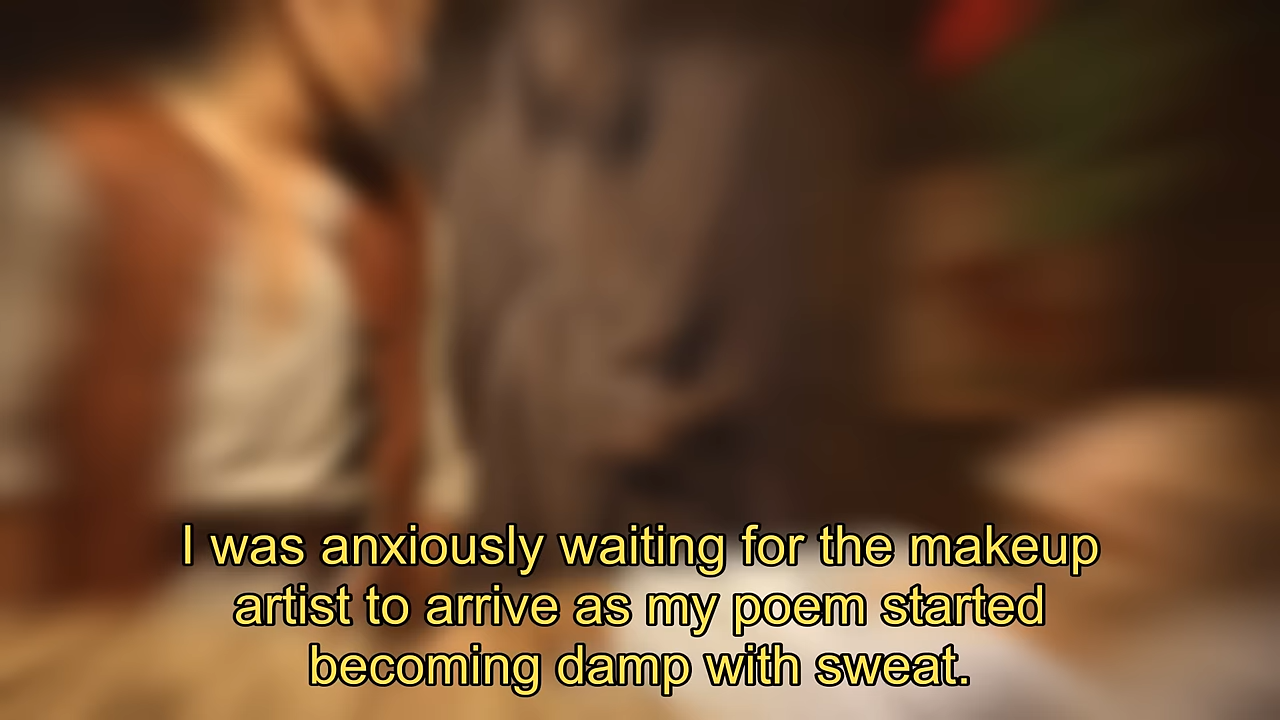 I was anxiously waiting for the makeup
artist to arrive as my poem started
becoming damp with sweat.